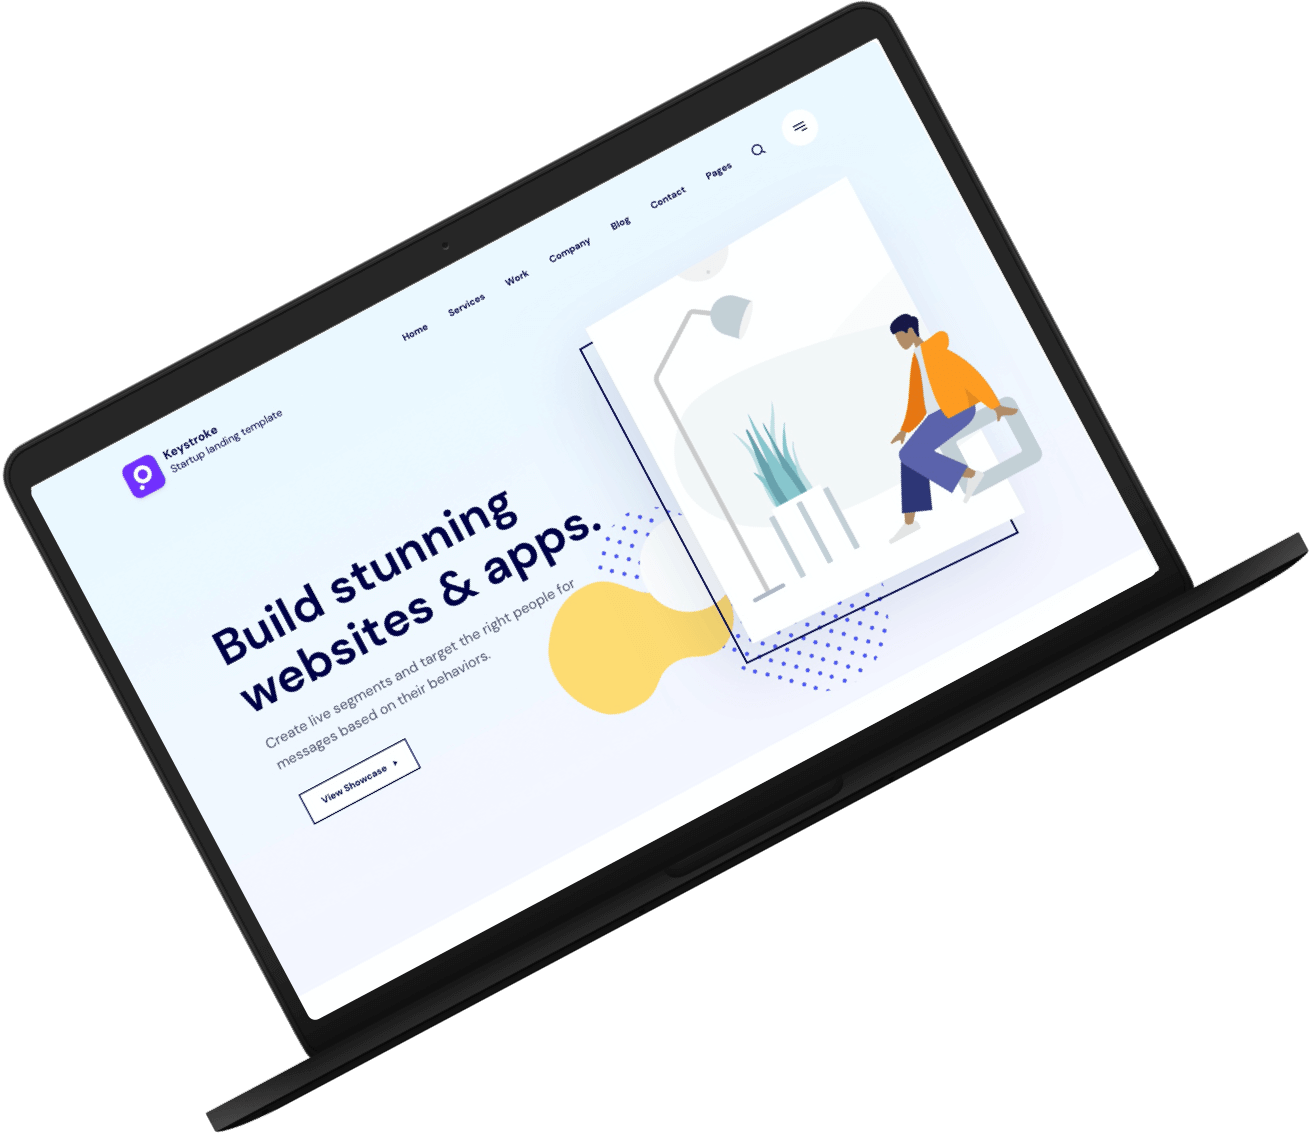 Keystroke
Startup landing template
Home
Services
Work
Company
Blog
Contact
Pages
Build stunning
websites & apps.
Create live segments and target the right people for
messages based on their behaviors.
View Showcase